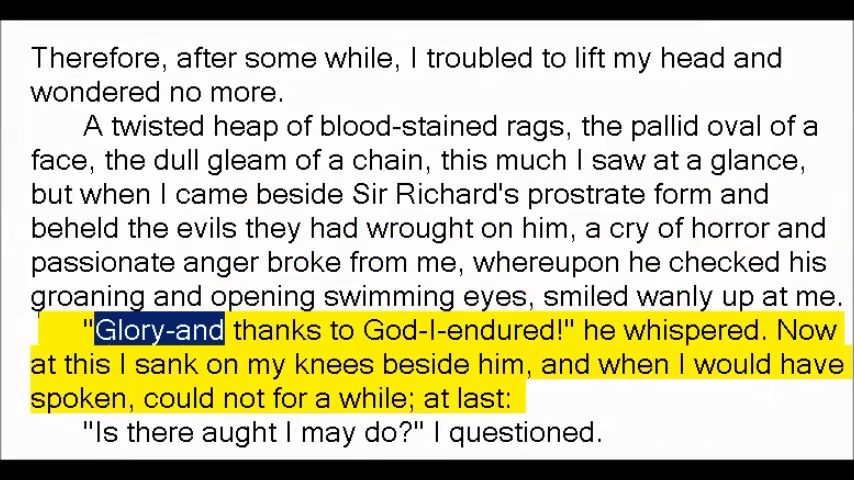 Therefore, after some while, I troubled to lift my head and
wondered no more.
A twisted heap of blood-stained rags, the pallid oval of a
face, the dull gleam of a chain, this much I saw at a glance,
but when I came beside Sir Richard's prostrate form and
beheld the evils they had wrought on him, a cry of horror and
passionate anger broke from me, whereupon he checked his
groaning and opening swimming eyes, smiled wanly up at me.
"Glory-and thanks to God-I-endured!" he whispered. Now
at this I sank on my knees beside him, and when I would have
spoken, could not for a while; at last:
"Is there aught I may do?" I questioned.